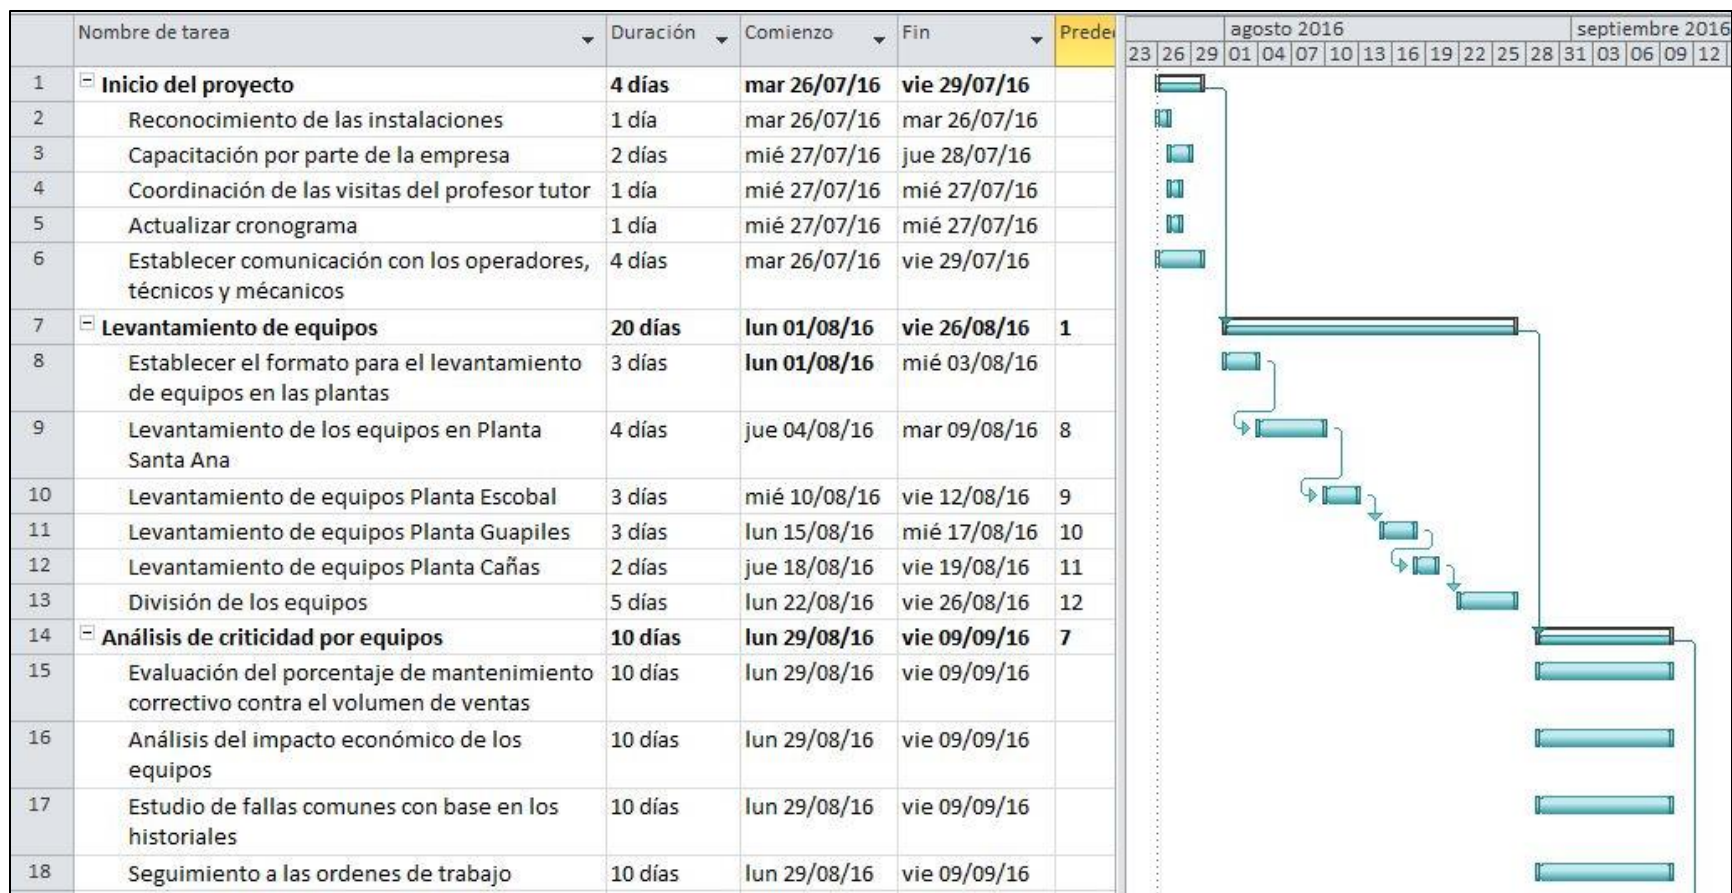 Nombre de tarea Duración Comienzo Fin Prede agosto 2016 septiembre 2016
23 26 29 01 04 07 10 13 16 19 22 25 28 31 03 06 09 12
1 Inicio del proyecto 4 días mar 26/07/16 vie 29/07/16
2 Reconocimiento de las instalaciones 1 día mar 26/07/16 mar 26/07/16
3 Capacitación por parte de la empresa 2 días mié 27/07/16 jue 28/07/16
4 Coordinación de las visitas del profesor tutor 1 día mié 27/07/16 mié 27/07/16
5 Actualizar cronograma 1 día mié 27/07/16 mié 27/07/16
6 Establecer comunicación con los operadores, 4 días mar 26/07/16 vie 29/07/16
técnicos y mécanicos
7 Levantamiento de equipos 20 días lun 01/08/16 vie 26/08/16 1
8 Establecer el formato para el levantamiento 3 días lun 01/08/16 mié 03/08/16
de equipos en las plantas
9 Levantamiento de los equipos en Planta 4 días jue 04/08/16 mar 09/08/16 8
Santa Ana
10 Levantamiento de equipos Planta Escobal 3 días mié 10/08/16 vie 12/08/16 9
11 Levantamiento de equipos Planta Guapiles 3 días lun 15/08/16 mié 17/08/16 10
12 Levantamiento de equipos Planta Cañas 2 días jue 18/08/16 vie 19/08/16 11
13 División de los equipos 5 días lun 22/08/16 vie 26/08/16 12
14 Análisis de criticidad por equipos 10 días lun 29/08/16 vie 09/09/16 7
15 Evaluación del porcentaje de mantenimiento 10 días lun 29/08/16 vie 09/09/16
correctivo contra el volumen de ventas
16 Análisis del impacto económico de los 10 días lun 29/08/16 vie 09/09/16
equipos
17 Estudio de fallas comunes con base en los 10 días lun 29/08/16 vie 09/09/16
historiales
18 Seguimiento a las ordenes de trabajo 10 días lun 29/08/16 vie 09/09/16